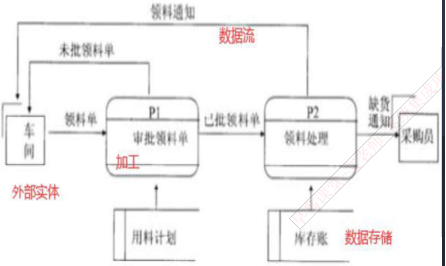 领料通知
数据流
未批领料单
P1
P2
缺货
通知
车
间
领料单
审批领料单
已批领料单
领料处理
采购员
加工
外部实体
用料计划
库存账
数据存储